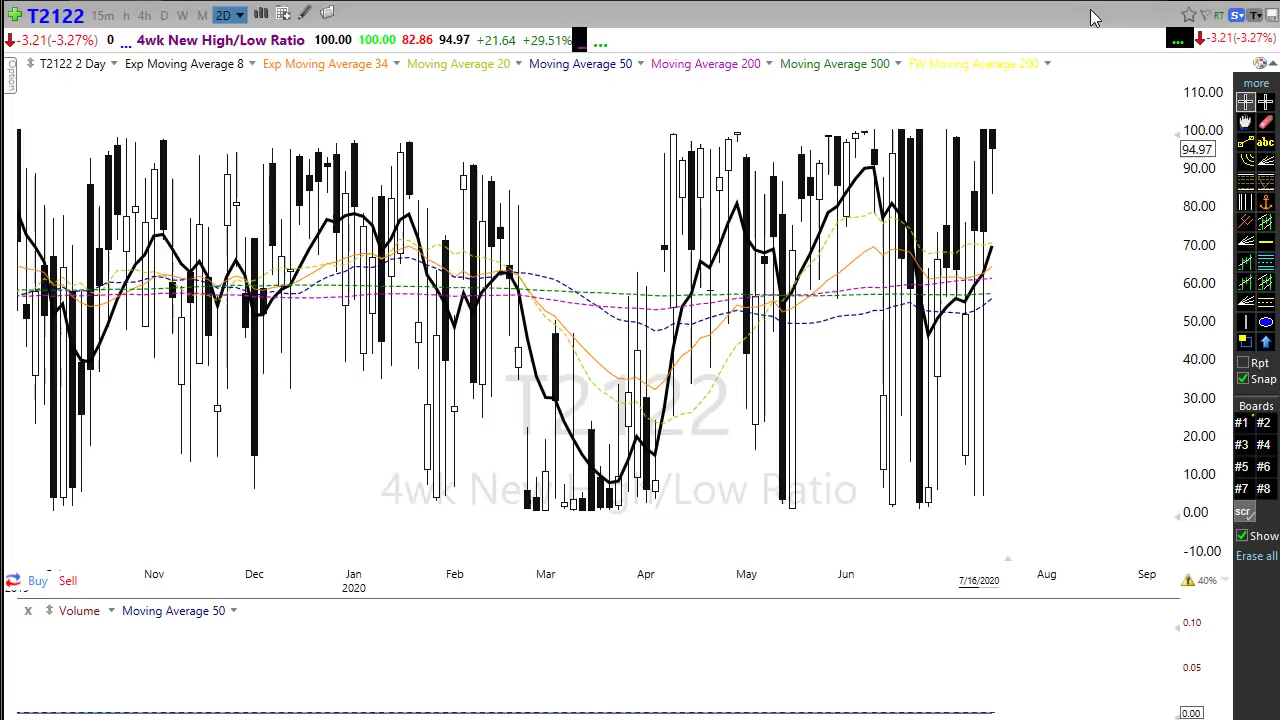 T2122 15m h 4h D W M 2D RT S T
-3.21(-3.27%) 0 ... 4wk New High/Low Ratio 100.00 100.00 82.86 94.97 +21.64 +29.51% ... ... -3.21(-3.27%)
Option T2122 2 Day Exp Moving Average 8 Exp Moving Average 34 Moving Average 20 Moving Average 50 Moving Average 200 Moving Average 500 FW Moving Average 200
more
110.00
100.00
94.97
90.00
abc
80.00
70.00
60.00
50.00
40.00
30.00
20.00
10.00
0.00
-10.00
T2122
4wk New High/Low Ratio
Rpt
Snap
Boards
#1 #2
#3 #4
#5 #6
#7 #8
scr
Show
Erase all
Nov Dec Jan Feb Mar Apr May Jun 7/16/2020 Aug Sep
2020
Buy Sell 40%
x Volume Moving Average 50
0.10
0.05
0.00